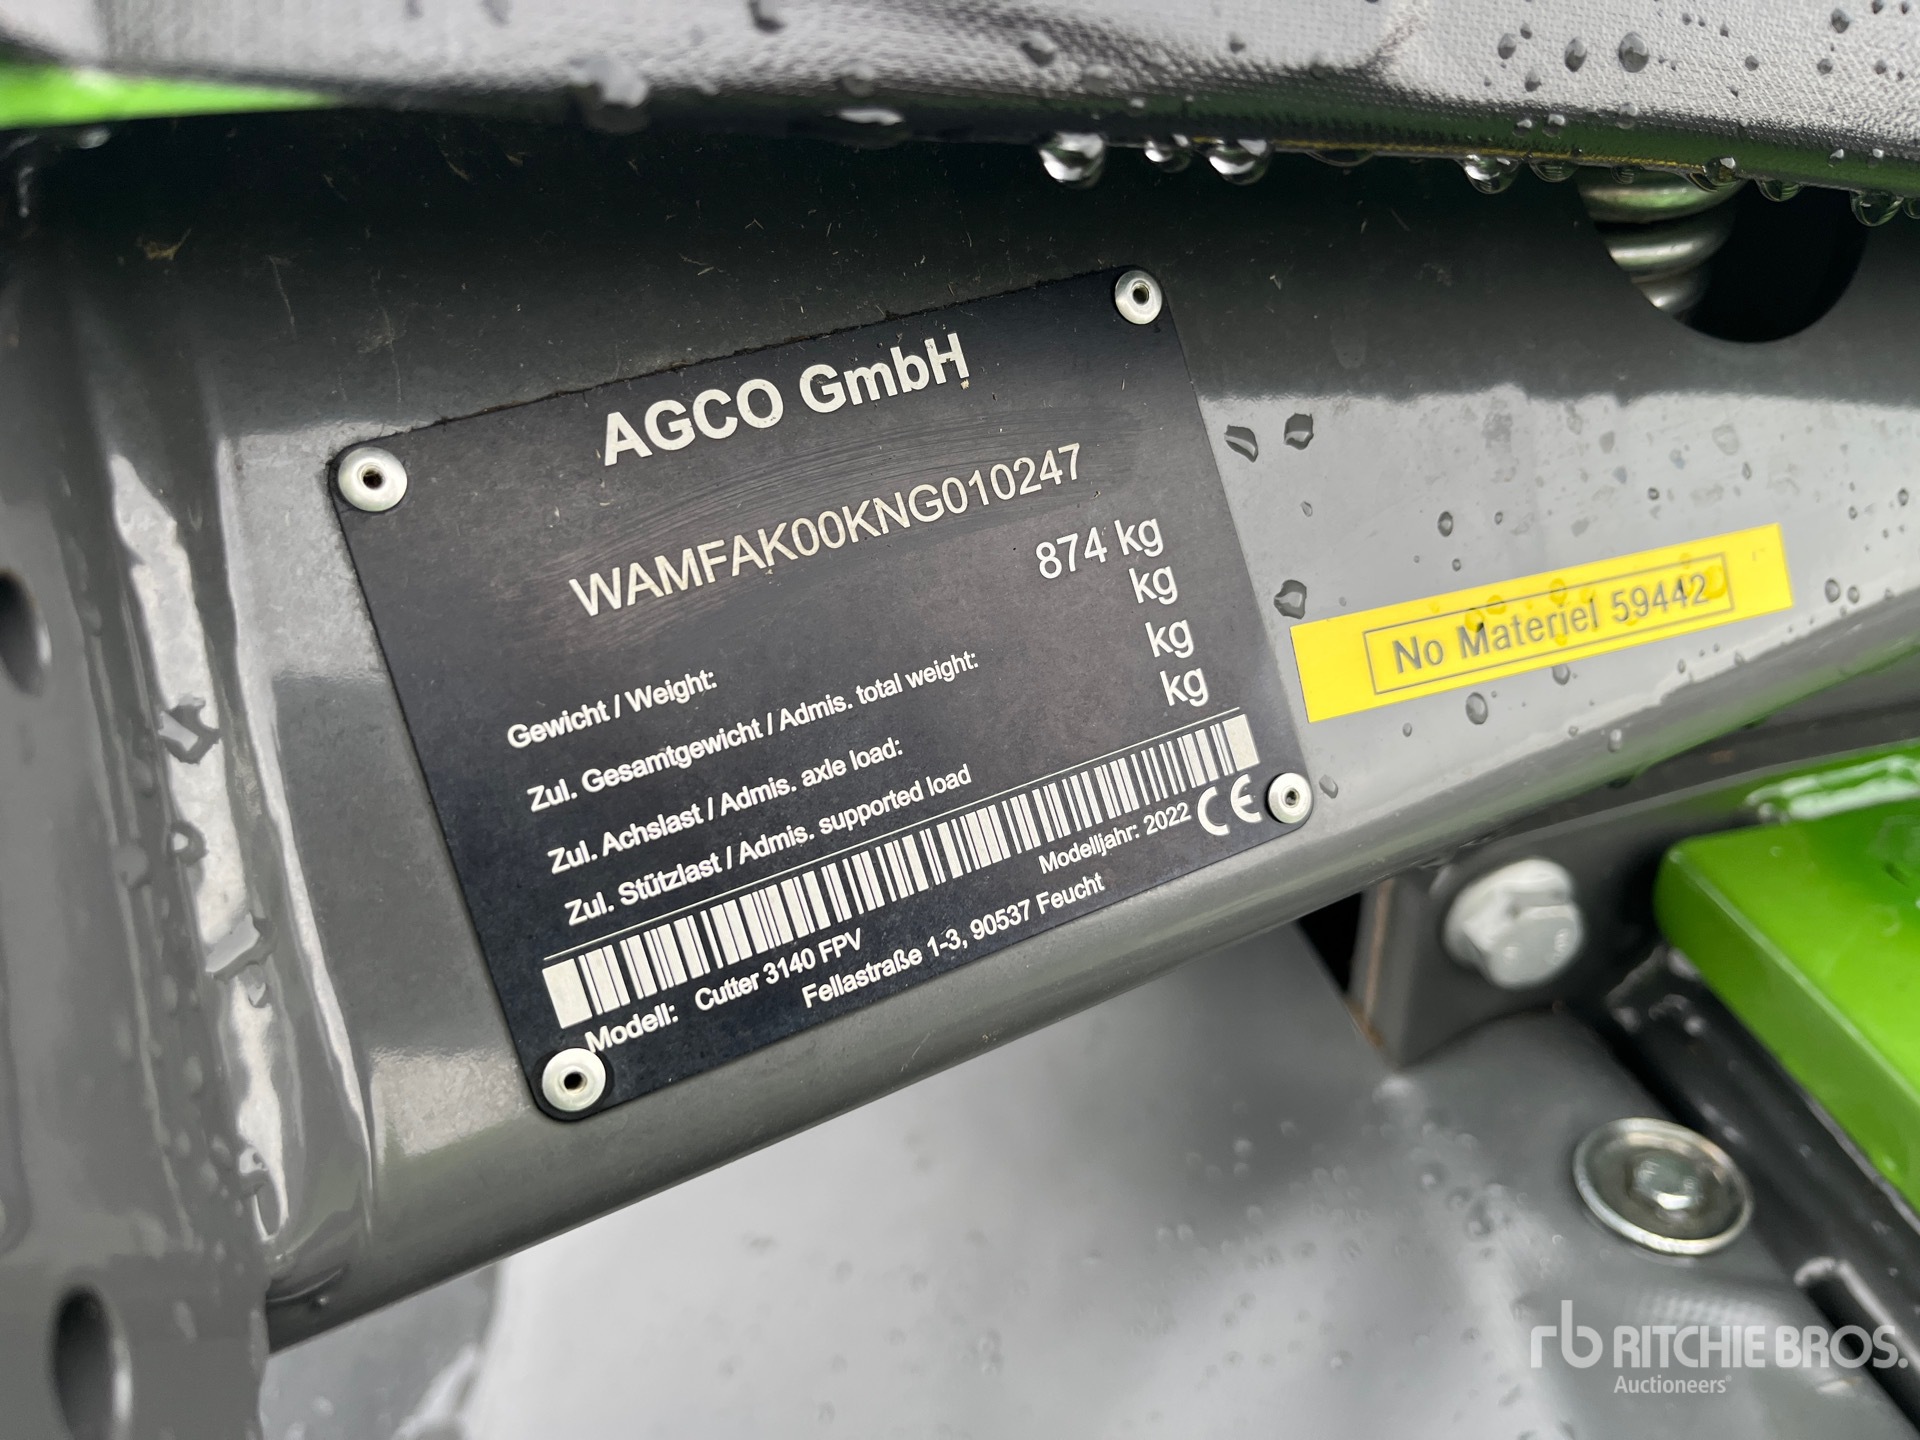 AGCO GmbH
WAMFAK00KNG010247
Gewicht / Weight: 874 kg
Zul. Gesamtgewicht / Admis. total weight: kg
Zul. Achslast / Admis. axle load: kg
Zul. Stützlast / Admis. supported load kg
Modell: Cutter 3140 FPV Modelljahr: 2022 CE
Fellastraße 1-3, 90537 Feucht
No Materiel 59442
rb RITCHIE BROS.
Auctioneers